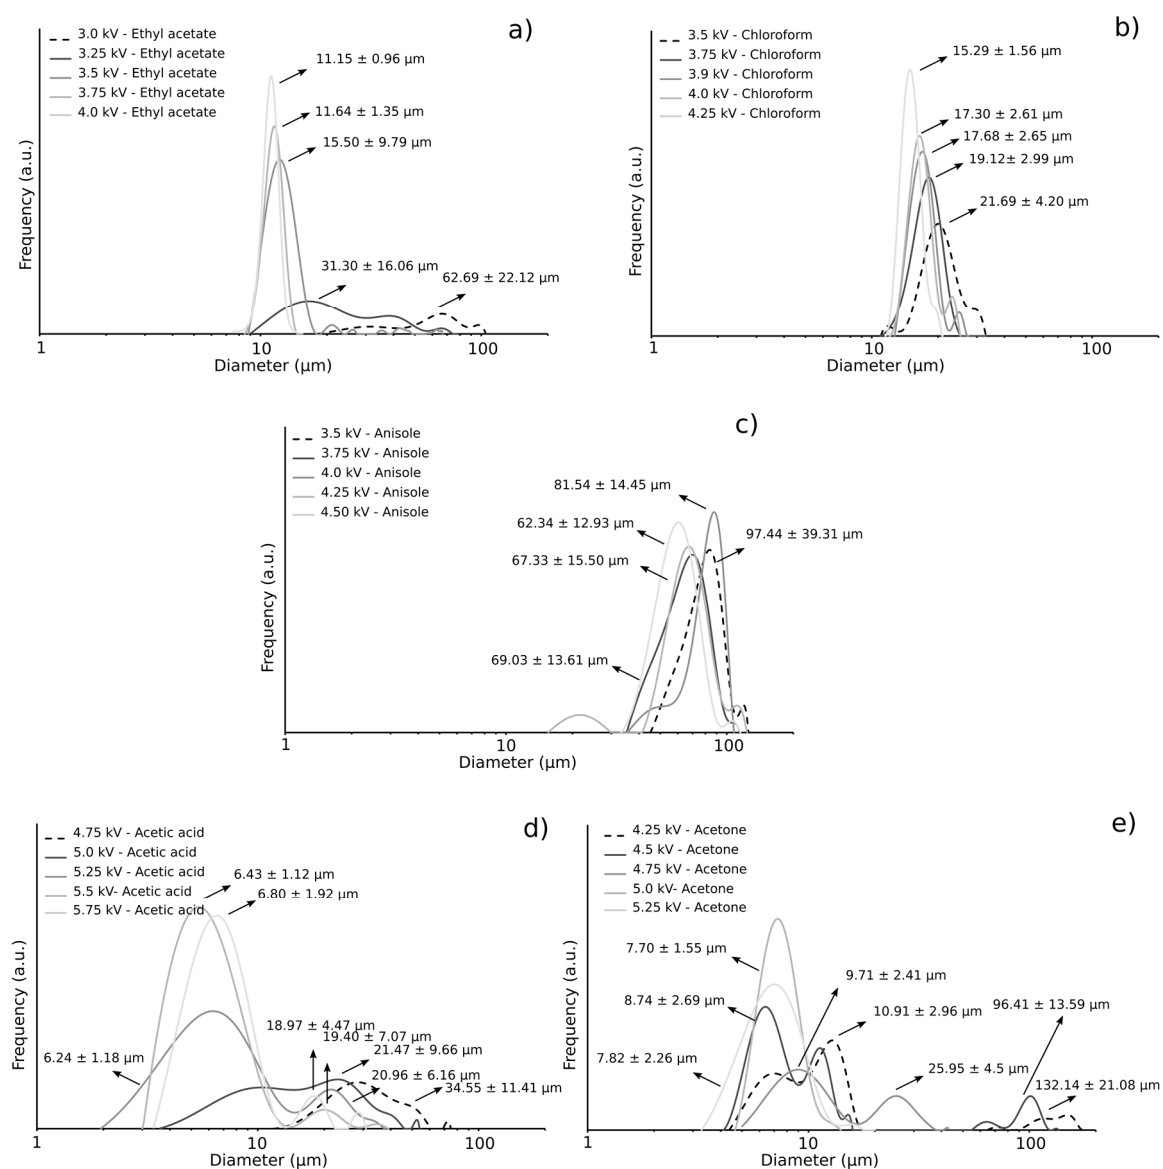 a)
3.0 kV - Ethyl acetate
3.25 kV - Ethyl acetate
3.5 kV - Ethyl acetate
3.75 kV - Ethyl acetate
4.0 kV - Ethyl acetate
11.15 ± 0.96 µm
11.64 ± 1.35 µm
15.50 ± 9.79 µm
31.30 ± 16.06 µm
62.69 ± 22.12 µm
Frequency (a.u.)
1
10
100
Diameter (µm)
b)
3.5 kV - Chloroform
3.75 kV - Chloroform
3.9 kV - Chloroform
4.0 kV - Chloroform
4.25 kV - Chloroform
15.29 ± 1.56 µm
17.30 ± 2.61 µm
17.68 ± 2.65 µm
19.12± 2.99 µm
21.69 ± 4.20 µm
Frequency (a.u.)
1
10
100
Diameter (µm)
c)
3.5 kV - Anisole
3.75 kV - Anisole
4.0 kV - Anisole
4.25 kV - Anisole
4.50 kV - Anisole
81.54 ± 14.45 µm
62.34 ± 12.93 µm
97.44 ± 39.31 µm
67.33 ± 15.50 µm
69.03 ± 13.61 µm
Frequency (a.u.)
1
10
100
Diameter (µm)
d)
4.75 kV - Acetic acid
5.0 kV - Acetic acid
5.25 kV - Acetic acid
5.5 kV- Acetic acid
5.75 kV - Acetic acid
6.43 ± 1.12 µm
6.80 ± 1.92 µm
18.97 ± 4.47 µm
19.40 ± 7.07 µm
21.47 ± 9.66 µm
6.24 ± 1.18 µm
20.96 ± 6.16 µm
34.55 ± 11.41 µm
Frequency (a.u.)
1
10
100
Diameter (µm)
e)
4.25 kV - Acetone
4.5 kV - Acetone
4.75 kV - Acetone
5.0 kV- Acetone
5.25 kV - Acetone
7.70 ± 1.55 µm
9.71 ± 2.41 µm
8.74 ± 2.69 µm
10.91 ± 2.96 µm
96.41 ± 13.59 µm
7.82 ± 2.26 µm
25.95 ± 4.5 µm
132.14 ± 21.08 µm
Frequency (a.u.)
1
10
100
Diameter (µm)